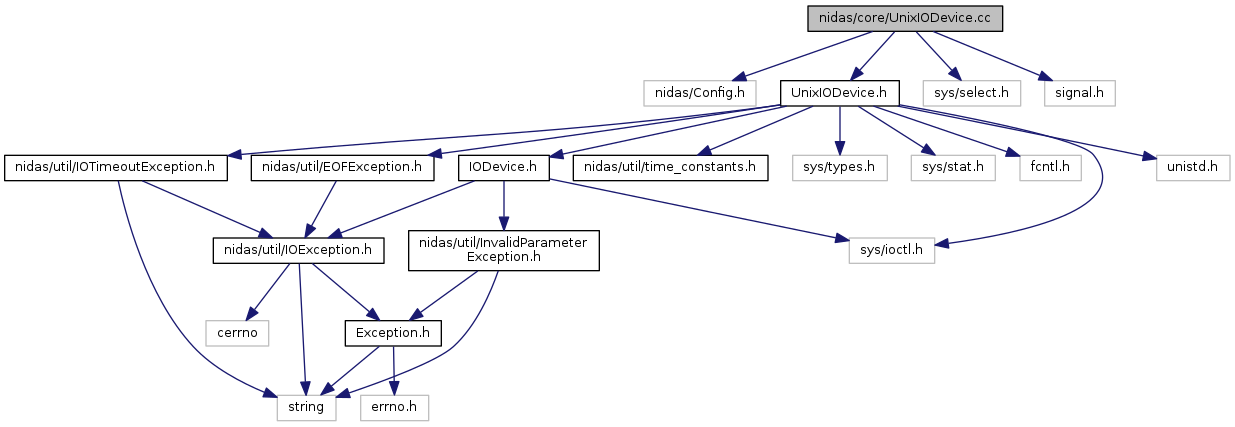 nidas/core/UnixIODevice.cc
nidas/Config.h
UnixIODevice.h
sys/select.h
signal.h
nidas/util/IOTimeoutException.h
nidas/util/EOFException.h
IODevice.h
nidas/util/time_constants.h
sys/types.h
sys/stat.h
fcntl.h
unistd.h
nidas/util/IOException.h
nidas/util/InvalidParameter
Exception.h
sys/ioctl.h
cerrno
Exception.h
string
errno.h